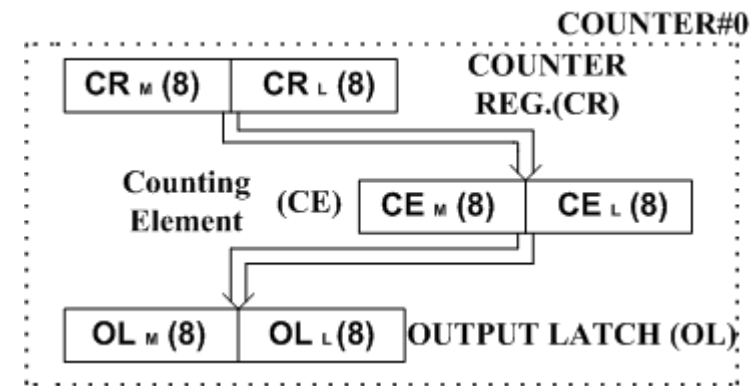 COUNTER#0
CR M (8) CR L (8)
COUNTER
REG.(CR)
Counting
Element
(CE)
CE M (8) CE L (8)
OL M (8) OL L (8)
OUTPUT LATCH (OL)